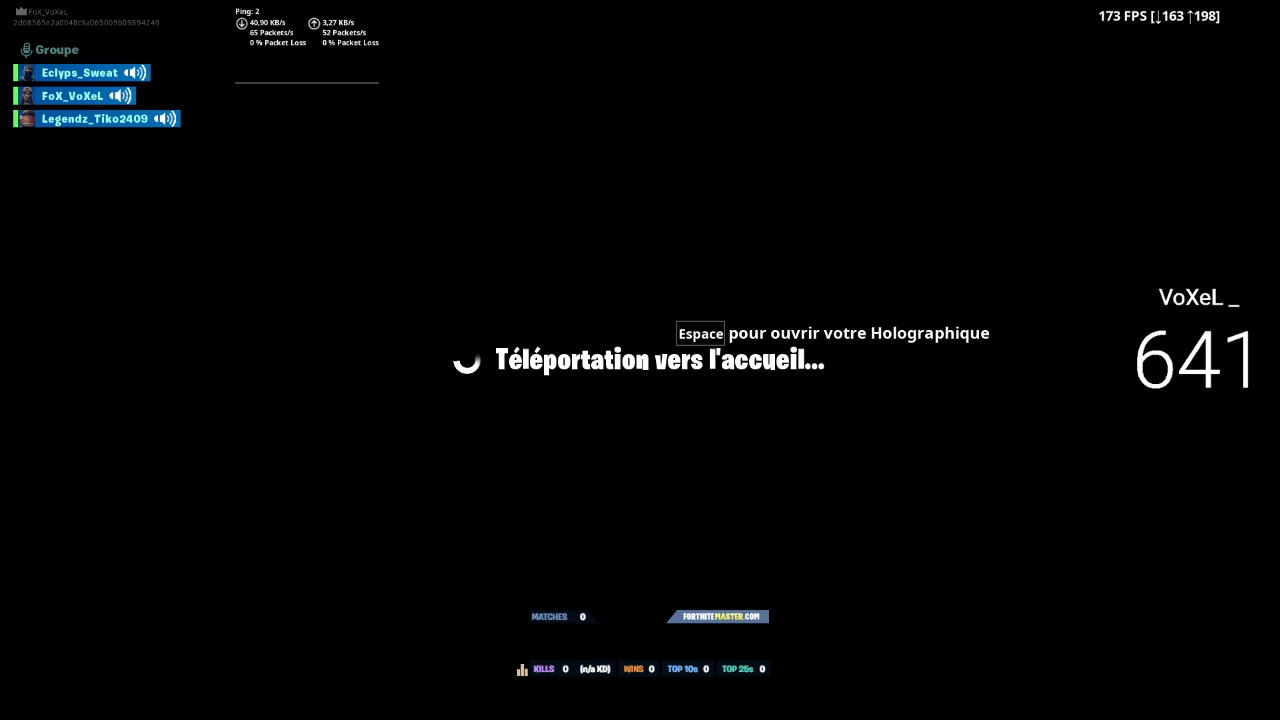 FoX_VoXeL
2d08565e2a0048c9a065005b09894249
Groupe
Eclyps_Sweat
FoX_VoXeL
Legendz_Tiko2409
Ping: 2
40,90 KB/s 3,27 KB/s
65 Packets/s 52 Packets/s
0 % Packet Loss 0 % Packet Loss
173 FPS [↓163 ↑198]
VoXeL _
641
Espace pour ouvrir votre Holographique
Téléportation vers l'accueil...
MATCHES 0
FORTNITEMASTER.COM
KILLS 0 (n/a KD) WINS 0 TOP 10s 0 TOP 25s 0